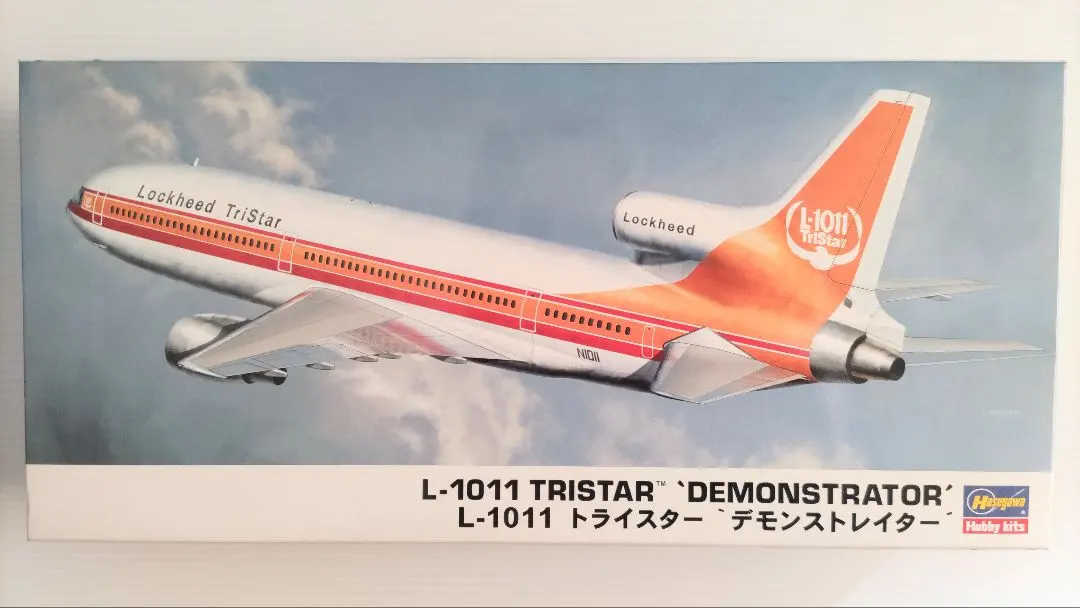 Lockheed TriStar
Lockheed
L-1011
TriStar
N1011
L-1011 TRISTAR™ `DEMONSTRATOR´
L-1011 トライスター `デモンストレイター´
Hasegawa
Hobby kits